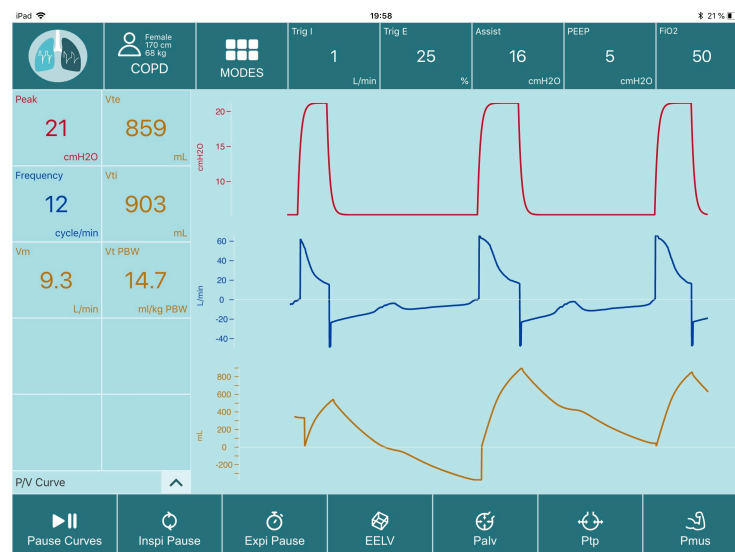 iPad 19:58 21 %
Female
170 cm
68 kg
COPD
MODES
Trig I
1
L/min
Trig E
25
%
Assist
16
cmH2O
PEEP
5
cmH2O
FiO2
50
Peak
21
cmH2O
Vte
859
mL
Frequency
12
cycle/min
Vti
903
mL
Vm
9.3
L/min
Vt PBW
14.7
ml/kg PBW
P/V Curve
cmH2O
20
15
10
L/min
60
40
20
0
-20
-40
mL
800
600
400
200
0
-200
Pause Curves
Inspi Pause
Expi Pause
EELV
Palv
Ptp
Pmus